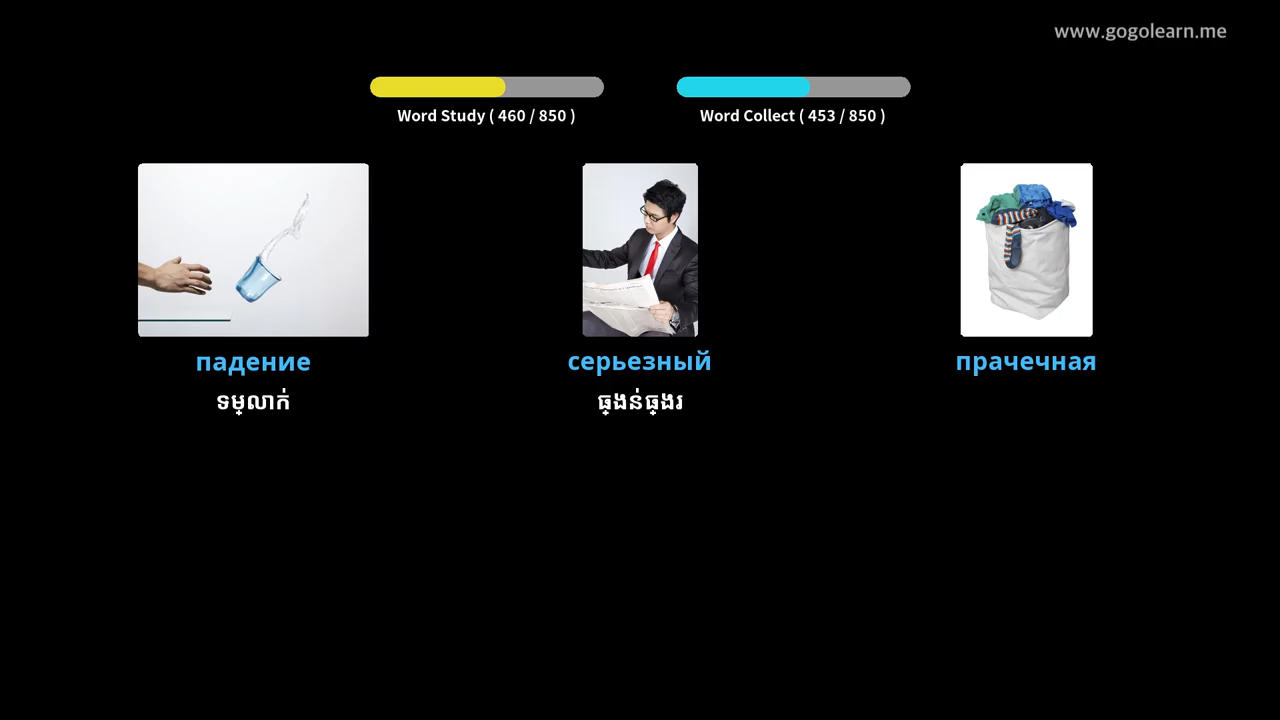 www.gogolearn.me
Word Study ( 460 / 850 )
Word Collect ( 453 / 850 )
падение
серьезный
прачечная
ទម្លាក់
ធ្ងន់ធ្ងរ